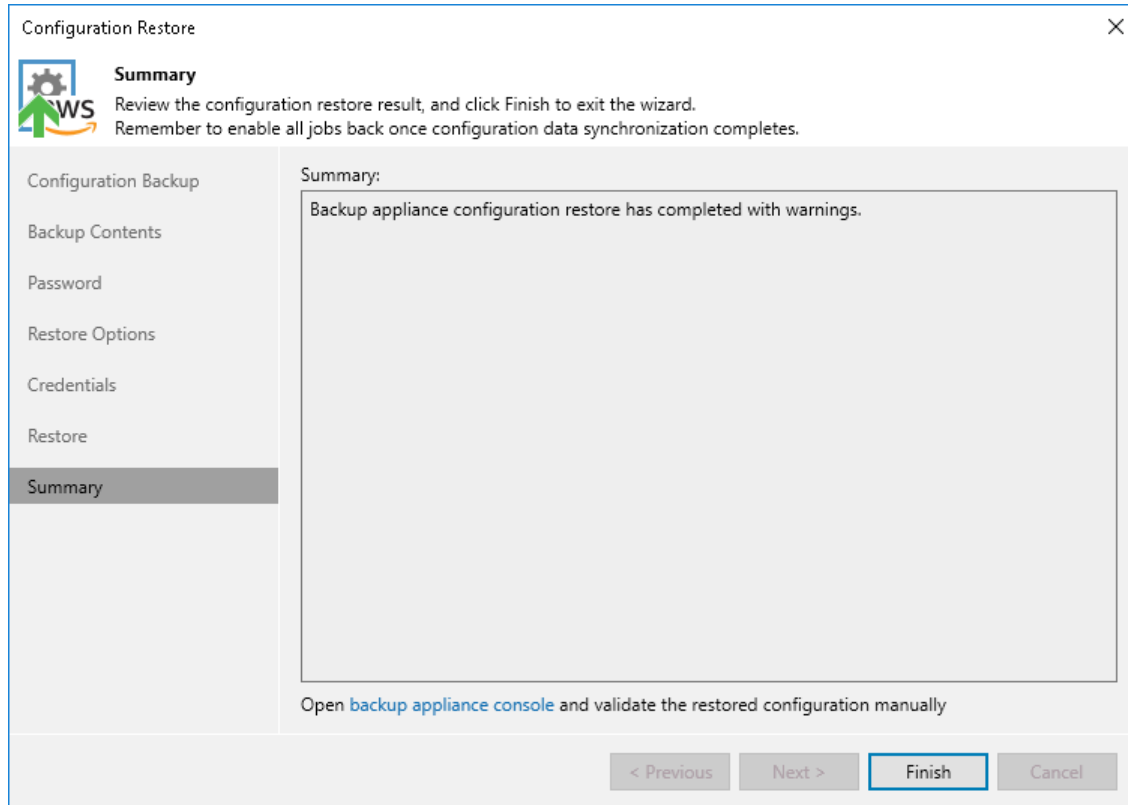 Configuration Restore
WS
Summary
Review the configuration restore result, and click Finish to exit the wizard.
Remember to enable all jobs back once configuration data synchronization completes.
Configuration Backup
Backup Contents
Password
Restore Options
Credentials
Restore
Summary
Summary:
Backup appliance configuration restore has completed with warnings.
Open backup appliance console and validate the restored configuration manually
< Previous
Next >
Finish
Cancel